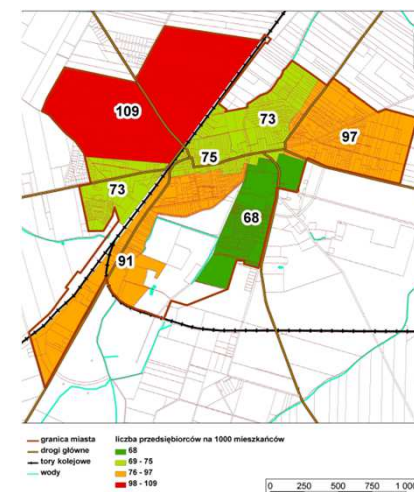 109
73
97
75
73
68
91
granica miasta
drogi główne
tory kolejowe
wody
liczba przedsiębiorców na 1000 mieszkańców
68
69 - 75
76 - 97
98 - 109
0 250 500 750 1 00